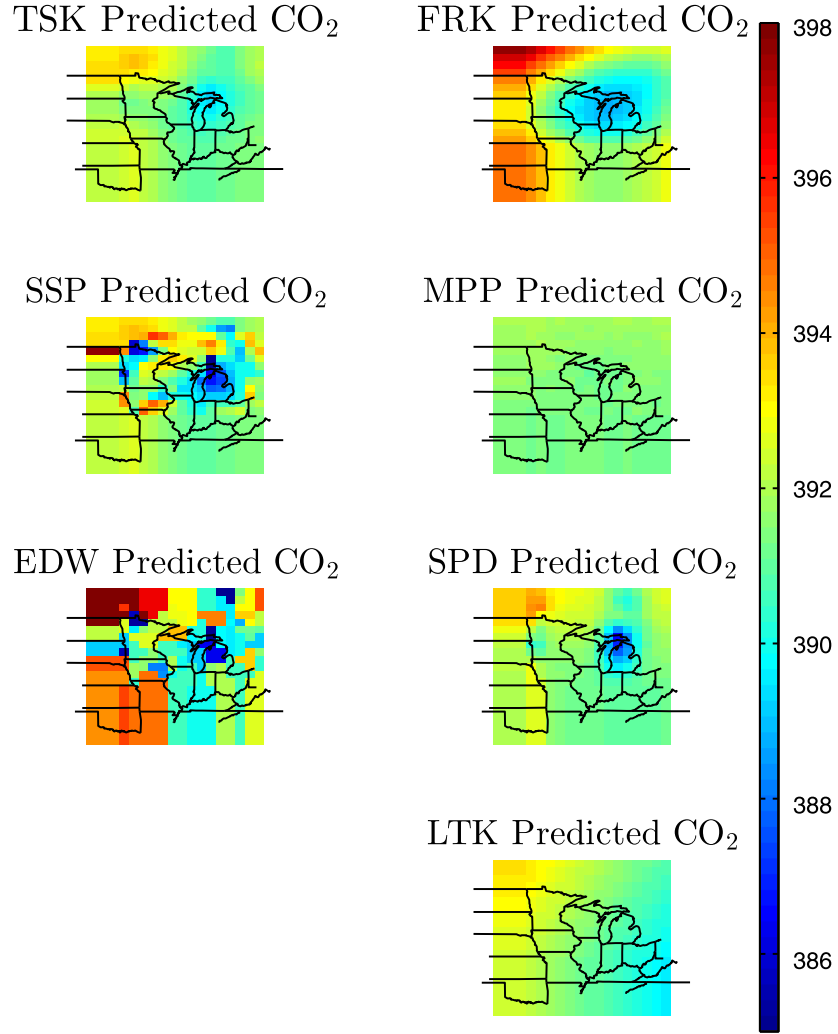 TSK Predicted CO₂
FRK Predicted CO₂
SSP Predicted CO₂
MPP Predicted CO₂
EDW Predicted CO₂
SPD Predicted CO₂
LTK Predicted CO₂
398
396
394
392
390
388
386